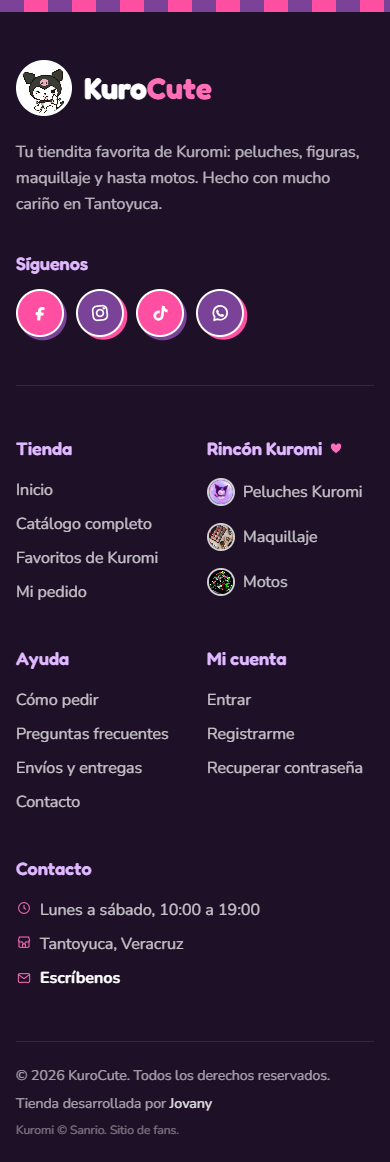 KuroCute
Tu tiendita favorita de Kuromi: peluches, figuras,
maquillaje y hasta motos. Hecho con mucho
cariño en Tantoyuca.
Síguenos
Tienda
Inicio
Catálogo completo
Favoritos de Kuromi
Mi pedido
Rincón Kuromi
Peluches Kuromi
Maquillaje
Motos
Ayuda
Cómo pedir
Preguntas frecuentes
Envíos y entregas
Contacto
Mi cuenta
Entrar
Registrarme
Recuperar contraseña
Contacto
Lunes a sábado, 10:00 a 19:00
Tantoyuca, Veracruz
Escríbenos
© 2026 KuroCute. Todos los derechos reservados.
Tienda desarrollada por Jovany
Kuromi © Sanrio. Sitio de fans.